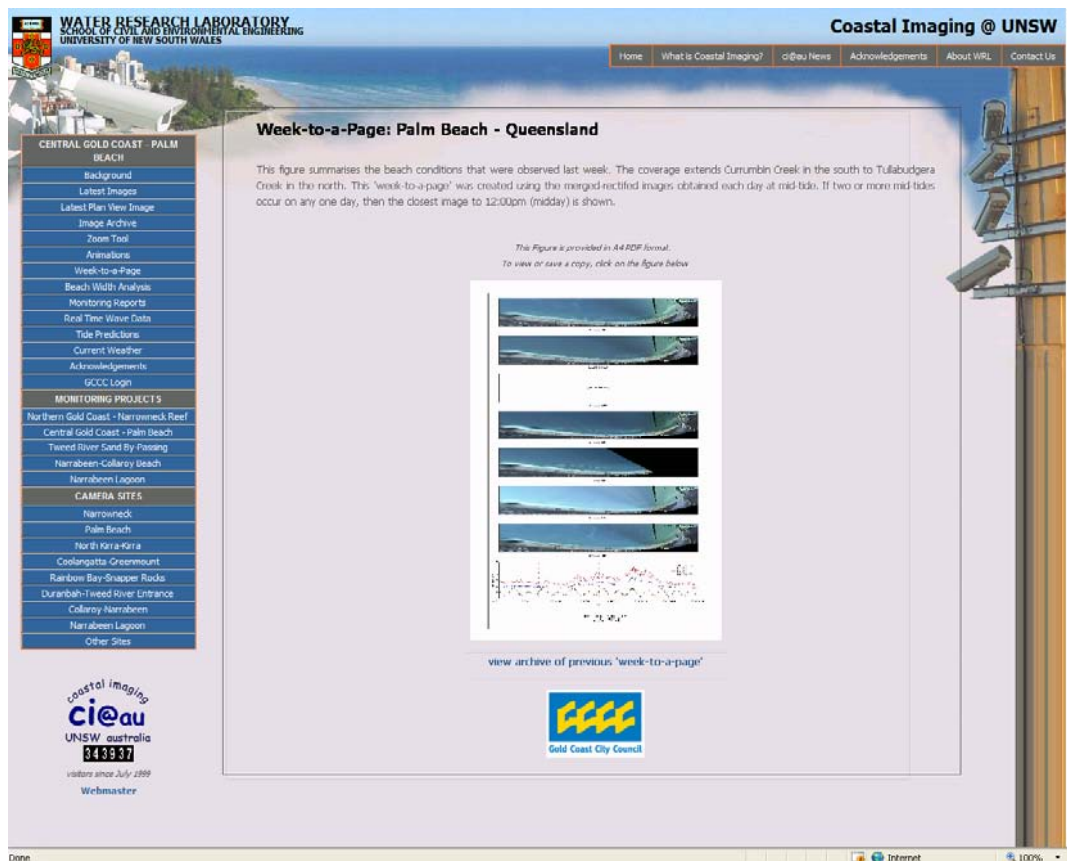 WATER RESEARCH LABORATORY
SCHOOL OF CIVIL AND ENVIRONMENTAL ENGINEERING
UNIVERSITY OF NEW SOUTH WALES
Coastal Imaging @ UNSW
Home
What is Coastal Imaging?
ci@au News
Acknowledgements
About WRL
Contact Us
CENTRAL GOLD COAST - PALM
BEACH
Background
Latest Images
Latest Plan View Image
Image Archive
Zoom Tool
Animations
Week-to-a-Page
Beach Width Analysis
Monitoring Reports
Real Time Wave Data
Tide Predictions
Current Weather
Acknowledgements
GCCC Login
MONITORING PROJECTS
Northern Gold Coast - Narrowneck Reef
Central Gold Coast - Palm Beach
Tweed River Sand By-Passing
Narrabeen-Collaroy Beach
Narrabeen Lagoon
CAMERA SITES
Narrowneck
Palm Beach
North Kirra-Kirra
Coolangatta-Greenmount
Rainbow Bay-Snapper Rocks
Duranbah-Tweed River Entrance
Collaroy-Narrabeen
Narrabeen Lagoon
Other Sites
coastal imaging
ci@au
UNSW australia
343937
visitors since July 1999
Webmaster
Week-to-a-Page: Palm Beach - Queensland
This figure summarises the beach conditions that were observed last week. The coverage extends Currumbin Creek in the south to Tullabudgera
Creek in the north. This 'week-to-a-page' was created using the merged-rectified images obtained each day at mid-tide. If two or more mid-tides
occur on any one day, then the closest image to 12:00pm (midday) is shown.
This Figure is provided in A4 PDF format.
To view or save a copy, click on the figure below
view archive of previous 'week-to-a-page'
Gold Coast City Council
Done
Internet
100%